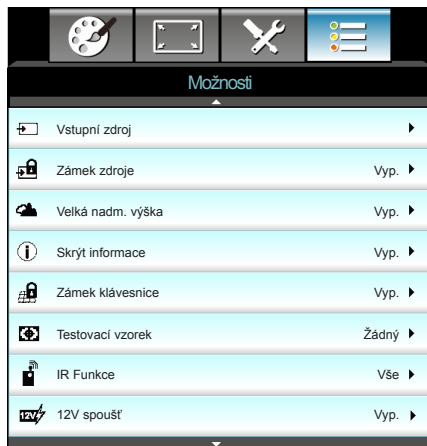 Možnosti
Vstupní zdroj
Zámek zdroje Vyp.
Velká nadm. výška Vyp.
Skrýt informace Vyp.
Zámek klávesnice Vyp.
Testovací vzorek Žádný
IR Funkce Vše
12V 12V spoušť Vyp.